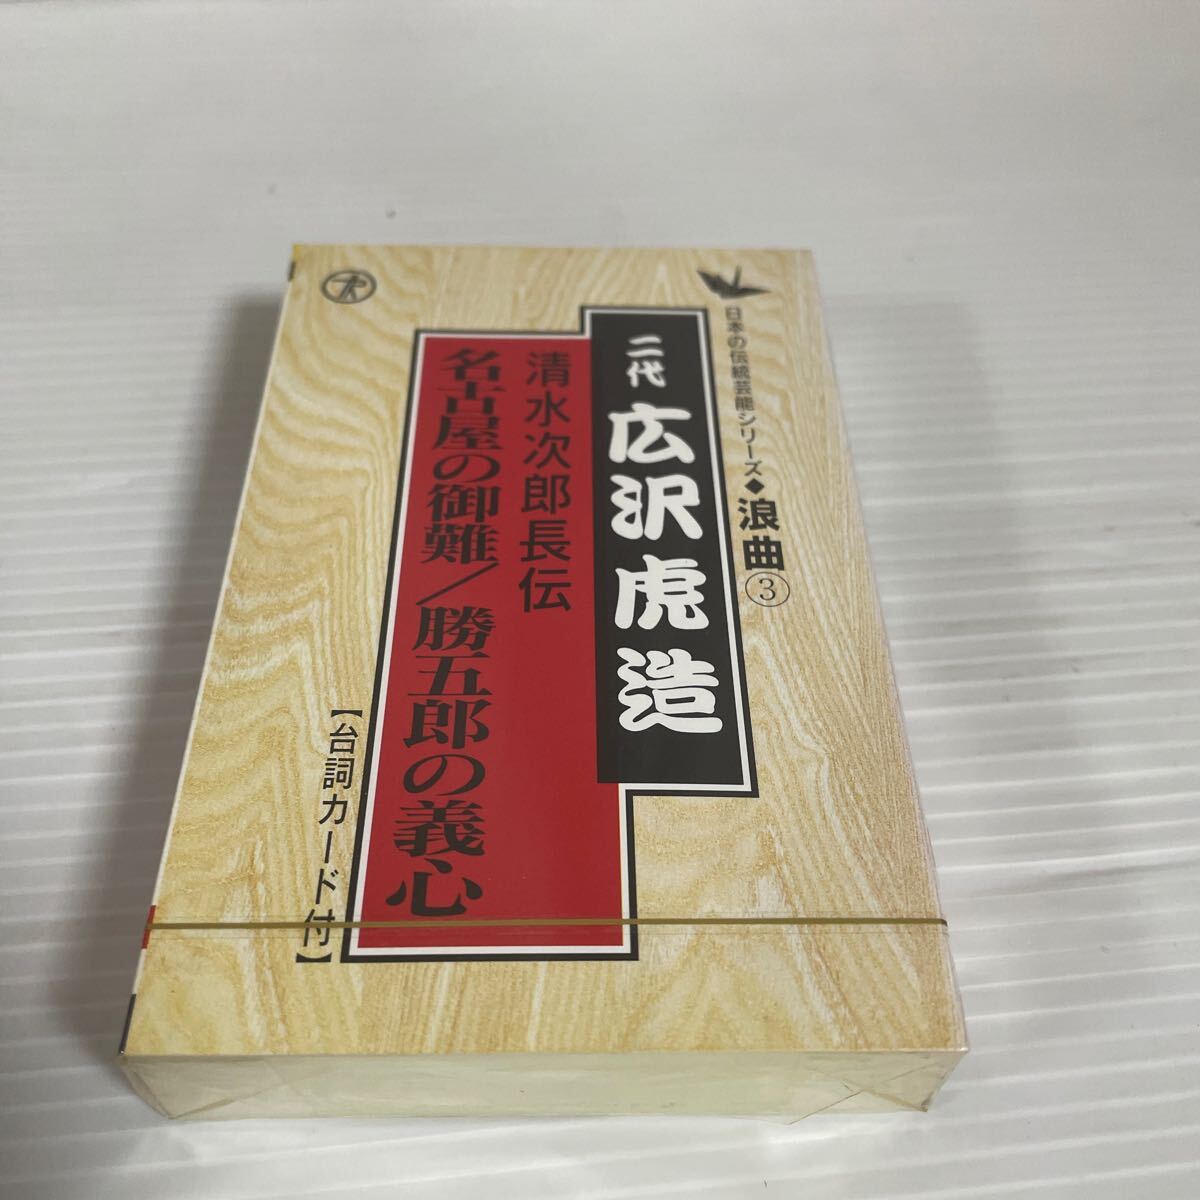 日本の伝統芸能シリーズ◆浪曲③
二代 広沢虎造
清水次郎長伝
名古屋の御難/勝五郎の義心
【台詞カード付】